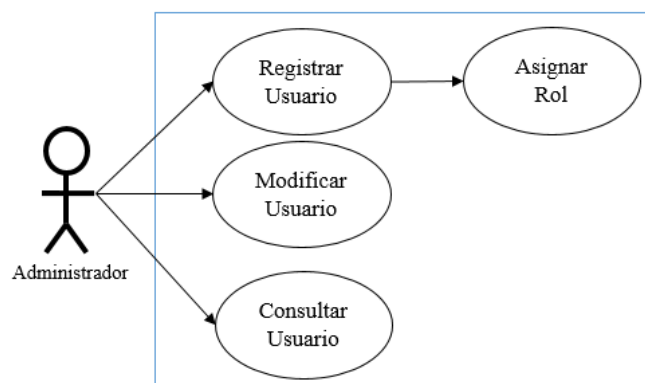 Registrar
Usuario
Asignar
Rol
Modificar
Usuario
Administrador
Consultar
Usuario